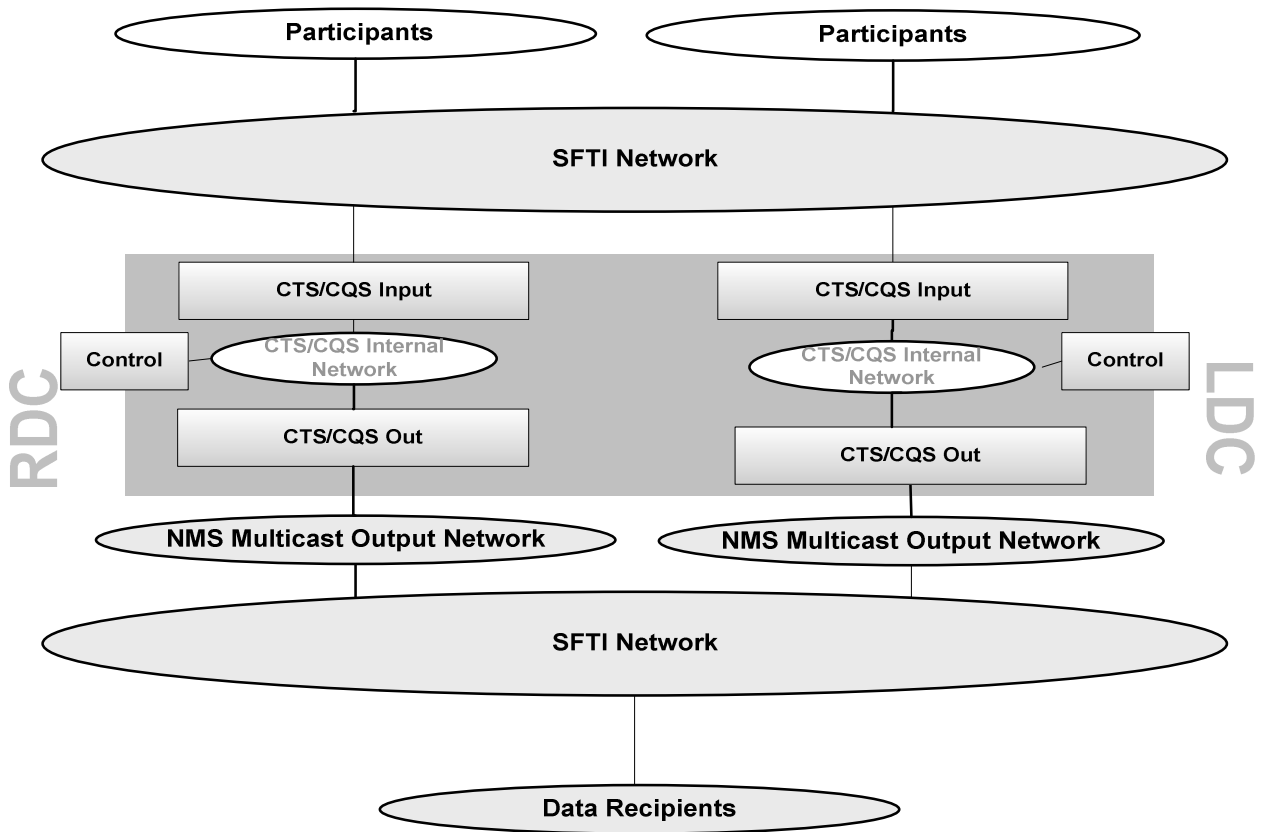 Participants
Participants
SFTI Network
CTS/CQS Input
CTS/CQS Input
CTS/CQS Internal
Network
CTS/CQS Internal
Network
Control
Control
RDC
LDC
CTS/CQS Out
CTS/CQS Out
NMS Multicast Output Network
NMS Multicast Output Network
SFTI Network
Data Recipients